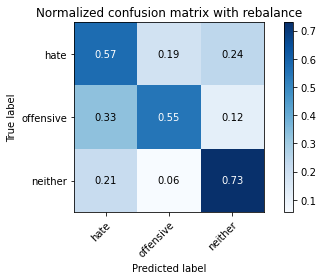 Normalized confusion matrix with rebalance
True label
hate
offensive
neither
0.57 0.19 0.24
0.33 0.55 0.12
0.21 0.06 0.73
hate
offensive
neither
Predicted label
0.7
0.6
0.5
0.4
0.3
0.2
0.1